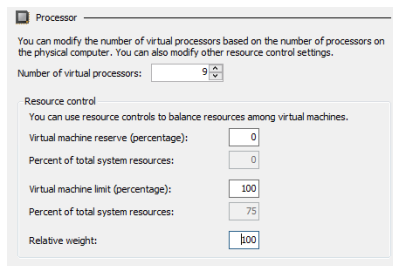 Processor
You can modify the number of virtual processors based on the number of processors on
the physical computer. You can also modify other resource control settings.
Number of virtual processors: 9
Resource control
You can use resource controls to balance resources among virtual machines.
Virtual machine reserve (percentage): 0
Percent of total system resources: 0
Virtual machine limit (percentage): 100
Percent of total system resources: 75
Relative weight: 100